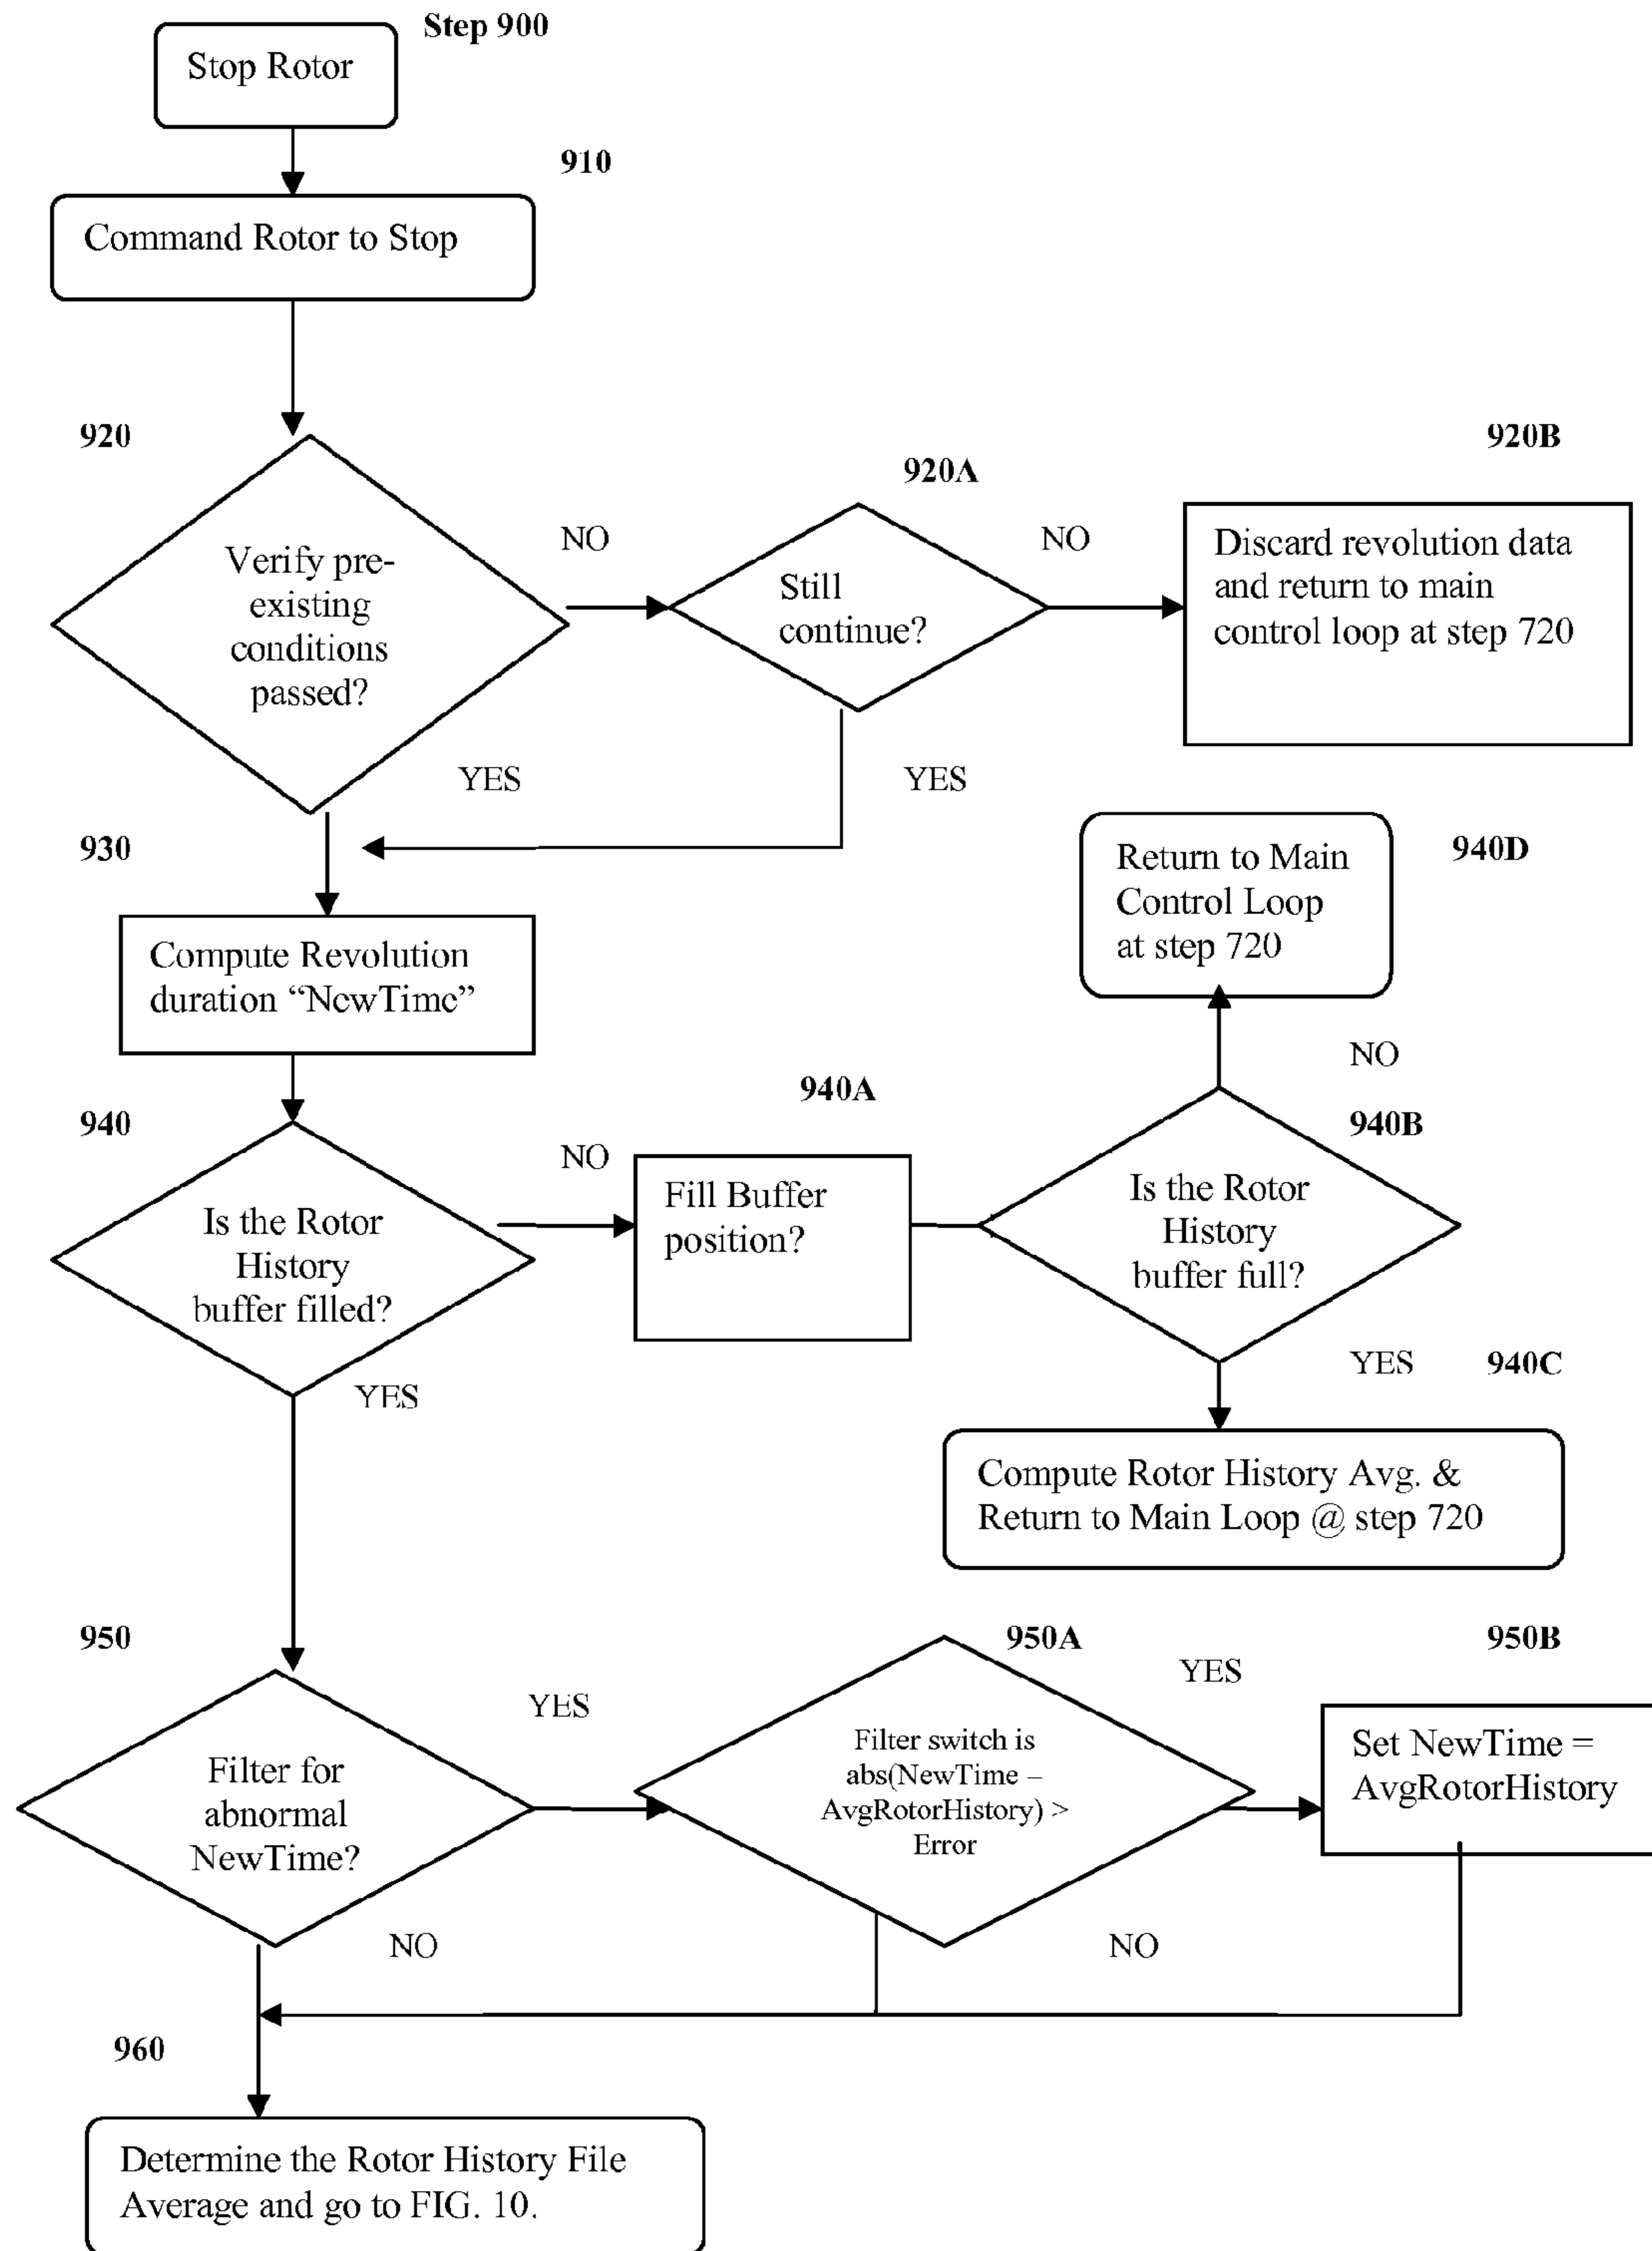 Step 900
Stop Rotor
910
Command Rotor to Stop
920
920A
920B
Verify pre-
existing
conditions
passed?
NO
Still
continue?
NO
Discard revolution data
and return to main
control loop at step 720
YES
YES
930
Compute Revolution
duration “NewTime”
940D
Return to Main
Control Loop
at step 720
NO
940
940A
940B
Is the Rotor
History
buffer filled?
NO
Fill Buffer
position?
Is the Rotor
History
buffer full?
YES
YES
940C
Compute Rotor History Avg. &
Return to Main Loop @ step 720
950
950A
950B
Filter for
abnormal
NewTime?
YES
Filter switch is
abs(NewTime –
AvgRotorHistory) >
Error
YES
Set NewTime =
AvgRotorHistory
NO
NO
960
Determine the Rotor History File
Average and go to FIG. 10.